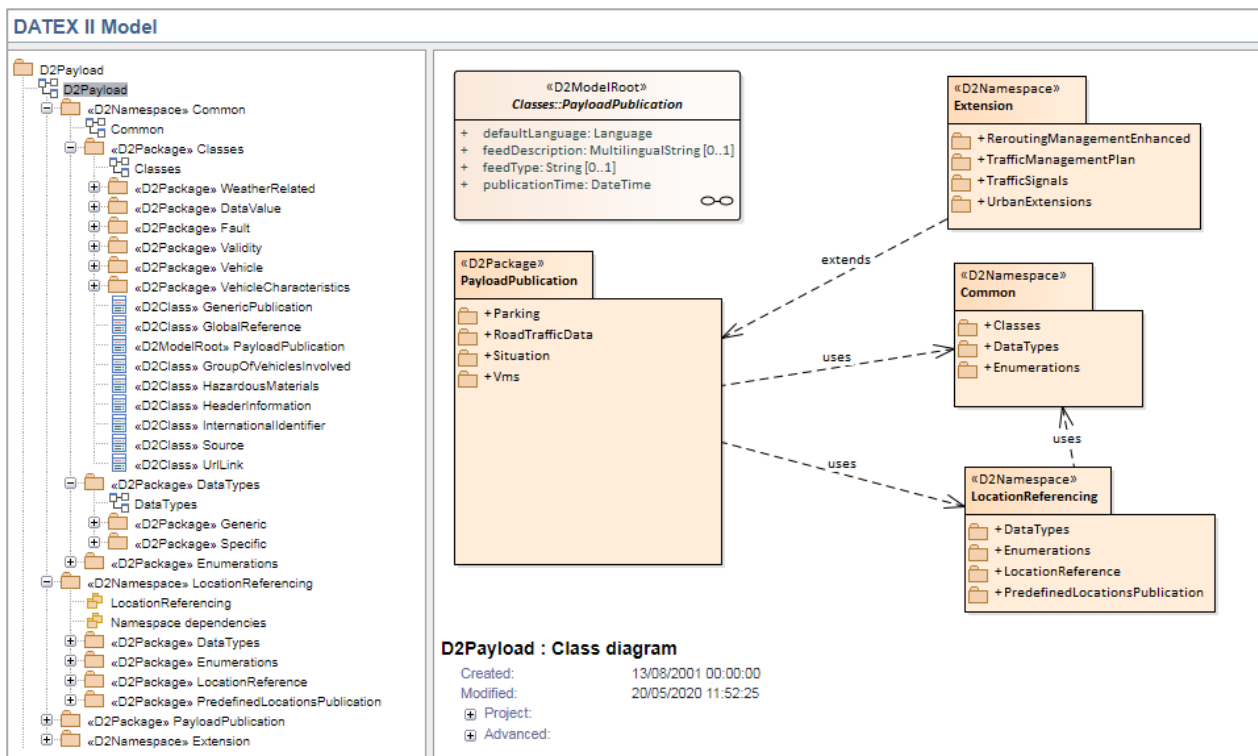 DATEX II Model
D2Payload
D2Payload
«D2Namespace» Common
Common
«D2Package» Classes
Classes
«D2Package» WeatherRelated
«D2Package» DataValue
«D2Package» Fault
«D2Package» Validity
«D2Package» Vehicle
«D2Package» VehicleCharacteristics
«D2Class» GenericPublication
«D2Class» GlobalReference
«D2ModelRoot» PayloadPublication
«D2Class» GroupOfVehiclesInvolved
«D2Class» HazardousMaterials
«D2Class» HeaderInformation
«D2Class» InternationalIdentifier
«D2Class» Source
«D2Class» UrlLink
«D2Package» DataTypes
DataTypes
«D2Package» Generic
«D2Package» Specific
«D2Package» Enumerations
«D2Namespace» LocationReferencing
LocationReferencing
Namespace dependencies
«D2Package» DataTypes
«D2Package» Enumerations
«D2Package» LocationReference
«D2Package» PredefinedLocationsPublication
«D2Package» PayloadPublication
«D2Namespace» Extension
«D2ModelRoot»
Classes::PayloadPublication
+ defaultLanguage: Language
+ feedDescription: MultilingualString [0..1]
+ feedType: String [0..1]
+ publicationTime: DateTime
«D2Namespace»
Extension
+ReroutingManagementEnhanced
+TrafficManagementPlan
+TrafficSignals
+UrbanExtensions
extends
«D2Package»
PayloadPublication
+Parking
+RoadTrafficData
+Situation
+Vms
uses
«D2Namespace»
Common
+Classes
+DataTypes
+Enumerations
uses
uses
«D2Namespace»
LocationReferencing
+DataTypes
+Enumerations
+LocationReference
+PredefinedLocationsPublication
D2Payload : Class diagram
Created: 13/08/2001 00:00:00
Modified: 20/05/2020 11:52:25
Project:
Advanced: